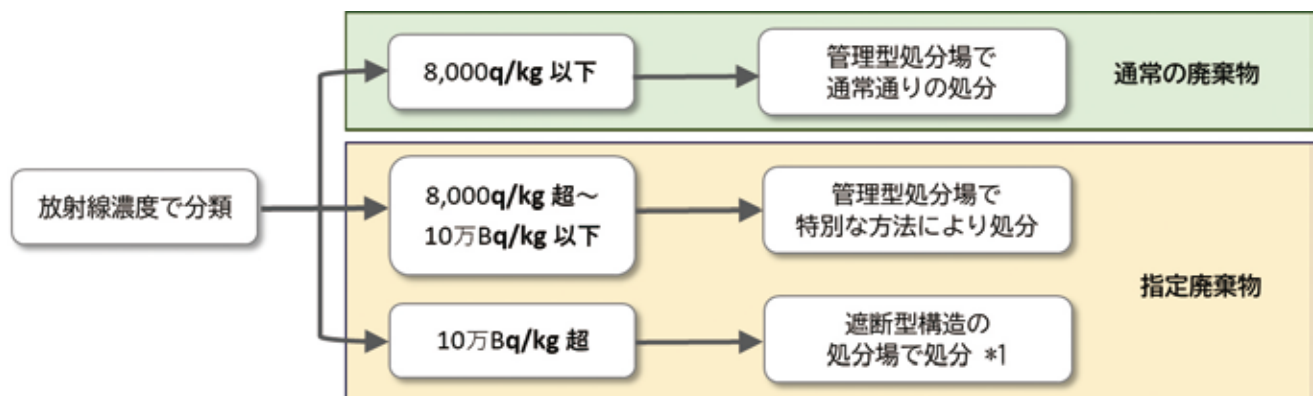 放射線濃度で分類
8,000q/kg 以下
管理型処分場で
通常通りの処分
通常の廃棄物
8,000q/kg 超～
10万Bq/kg 以下
管理型処分場で
特別な方法により処分
10万Bq/kg 超
遮断型構造の
処分場で処分 *1
指定廃棄物